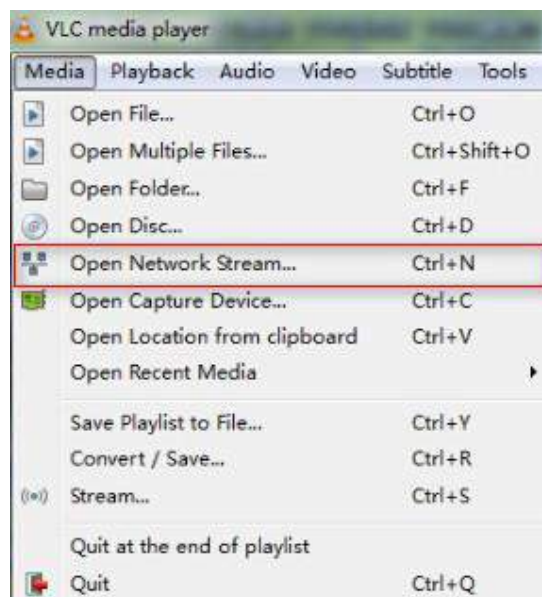 VLC media player
Media Playback Audio Video Subtitle Tools
Open File... Ctrl+O
Open Multiple Files... Ctrl+Shift+O
Open Folder... Ctrl+F
Open Disc... Ctrl+D
Open Network Stream... Ctrl+N
Open Capture Device... Ctrl+C
Open Location from clipboard Ctrl+V
Open Recent Media
Save Playlist to File... Ctrl+Y
Convert / Save... Ctrl+R
Stream... Ctrl+S
Quit at the end of playlist
Quit Ctrl+Q